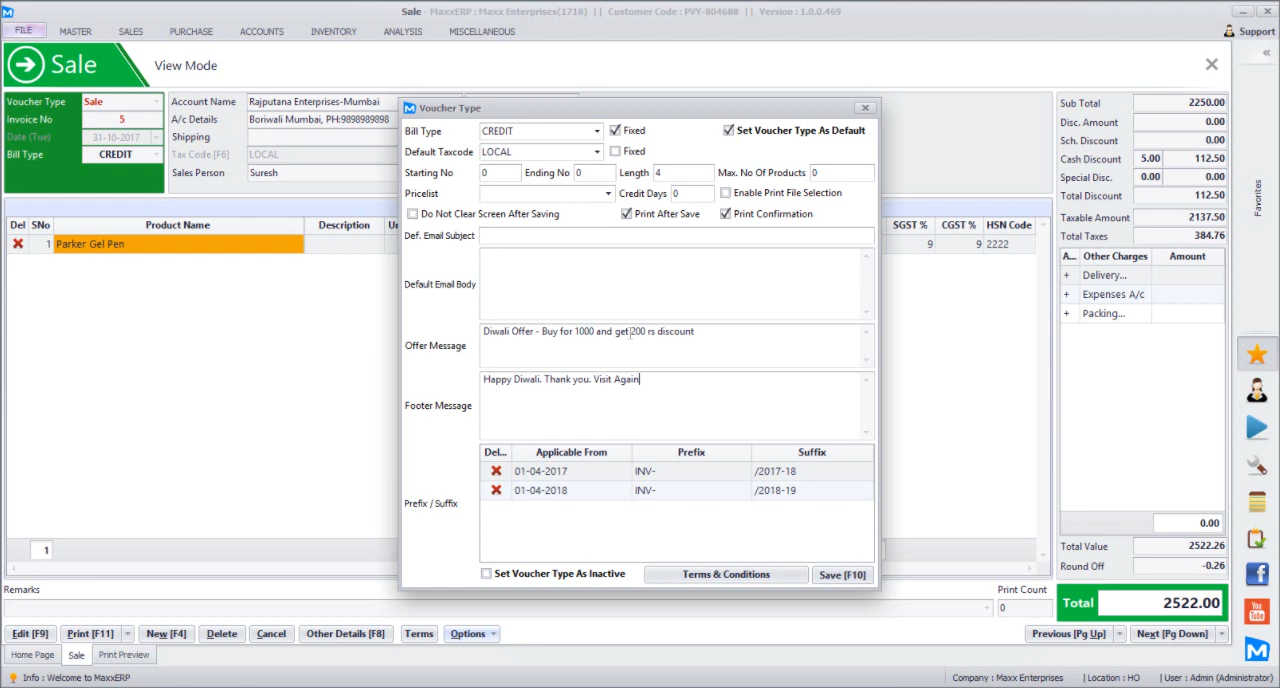 Sale - MaxxERP : Maxx Enterprises{1718} || Customer Code : PVY-B04688 || Version : 1.0.0.469
FILE MASTER SALES PURCHASE ACCOUNTS INVENTORY ANALYSIS MISCELLANEOUS Support
Sale View Mode
Voucher Type Sale
Invoice No 5
Date (Tue) 31-10-2017
Bill Type CREDIT
Account Name Rajputana Enterprises-Mumbai
A/c Details Boriwali Mumbai, PH:9898989898
Shipping
Tax Code [F6] LOCAL
Sales Person Suresh
Del SNo Product Name Description Un
1 Parker Gel Pen
SGST % CGST % HSN Code
9 9 2222
1
Voucher Type
Bill Type CREDIT Fixed Set Voucher Type As Default
Default Taxcode LOCAL Fixed
Starting No 0 Ending No 0 Length 4 Max. No Of Products 0
Pricelist Credit Days 0 Enable Print File Selection
Do Not Clear Screen After Saving Print After Save Print Confirmation
Def. Email Subject
Default Email Body
Offer Message Diwali Offer - Buy for 1000 and get 200 rs discount
Footer Message Happy Diwali. Thank you. Visit Again
Prefix / Suffix
Del... Applicable From Prefix Suffix
01-04-2017 INV- /2017-18
01-04-2018 INV- /2018-19
Set Voucher Type As Inactive Terms & Conditions Save [F10]
Sub Total 2250.00
Disc. Amount 0.00
Sch. Discount 0.00
Cash Discount 5.00 112.50
Special Disc. 0.00 0.00
Total Discount 112.50
Taxable Amount 2137.50
Total Taxes 384.76
A... Other Charges Amount
+ Delivery...
+ Expenses A/c
+ Packing...
0.00
Total Value 2522.26
Round Off -0.26
Total 2522.00
Favorites
Remarks
Print Count
0
Edit [F9] Print [F11] New [F4] Delete Cancel Other Details [F8] Terms Options Previous [Pg Up] Next [Pg Down]
Home Page Sale Print Preview
Info : Welcome to MaxxERP Company : Maxx Enterprises | Location : HO | User : Admin (Administrator)
You
Tube